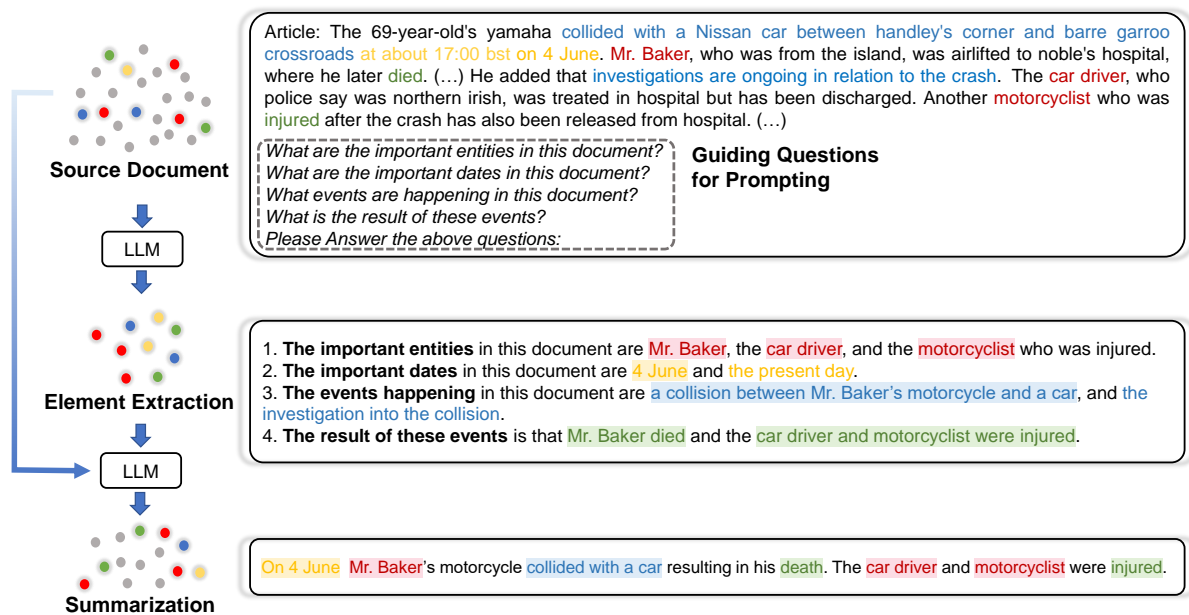 Article: The 69-year-old's yamaha collided with a Nissan car between handley's corner and barre garroo
crossroads at about 17:00 bst on 4 June. Mr. Baker, who was from the island, was airlifted to noble's hospital,
where he later died. (…) He added that investigations are ongoing in relation to the crash. The car driver, who
police say was northern irish, was treated in hospital but has been discharged. Another motorcyclist who was
injured after the crash has also been released from hospital. (…)
What are the important entities in this document?
What are the important dates in this document?
What events are happening in this document?
What is the result of these events?
Please Answer the above questions:
Guiding Questions
for Prompting
Source Document
LLM
Element Extraction
1. The important entities in this document are Mr. Baker, the car driver, and the motorcyclist who was injured.
2. The important dates in this document are 4 June and the present day.
3. The events happening in this document are a collision between Mr. Baker's motorcycle and a car, and the
investigation into the collision.
4. The result of these events is that Mr. Baker died and the car driver and motorcyclist were injured.
LLM
Summarization
On 4 June Mr. Baker's motorcycle collided with a car resulting in his death. The car driver and motorcyclist were injured.